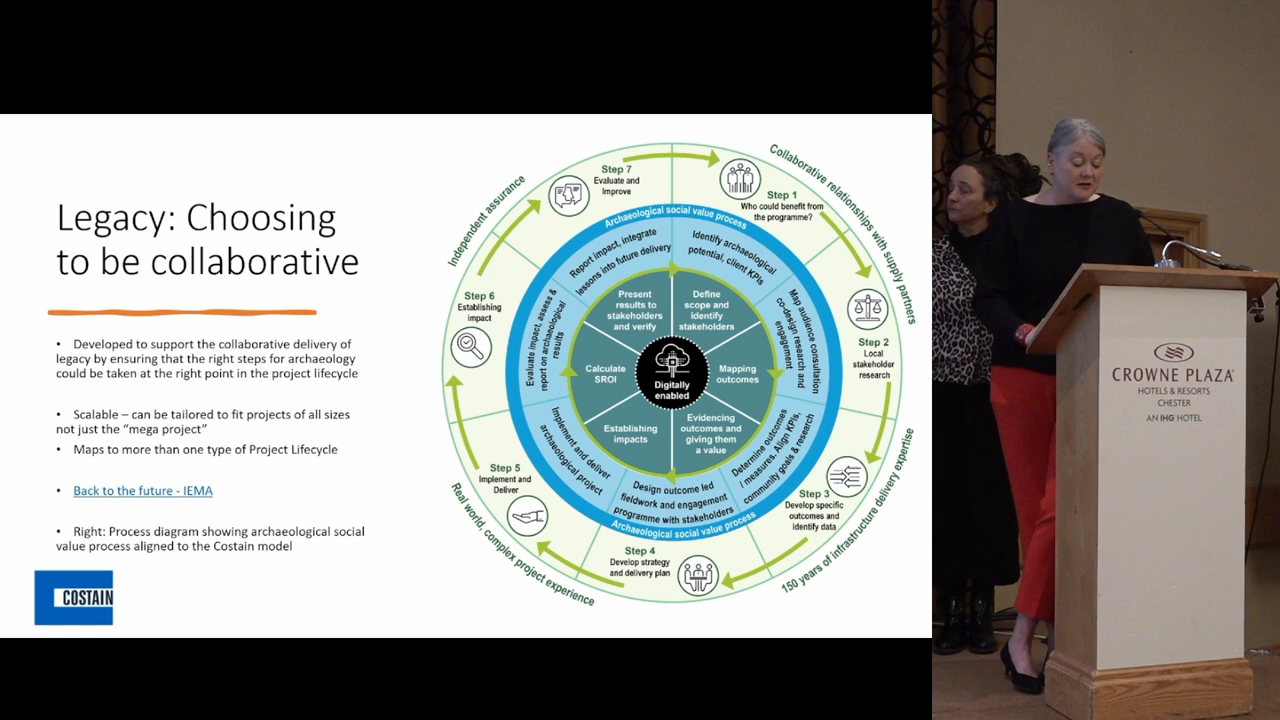 Legacy: Choosing
to be collaborative
• Developed to support the collaborative delivery of
legacy by ensuring that the right steps for archaeology
could be taken at the right point in the project lifecycle
• Scalable – can be tailored to fit projects of all sizes
not just the “mega project”
• Maps to more than one type of Project Lifecycle
• Back to the future - IEMA
• Right: Process diagram showing archaeological social
value process aligned to the Costain model
COSTAIN
Collaborative relationships with supply partners
150 years of infrastructure delivery expertise
Real world, complex project experience
Independent assurance
Step 1
Who could benefit from
the programme?
Step 2
Local
stakeholder
research
Step 3
Develop specific
outcomes and
identify data
Step 4
Develop strategy
and delivery plan
Step 5
Implement and
Deliver
Step 6
Establishing
impact
Step 7
Evaluate and
Improve
Archaeological social value process
Identify archaeological
potential, client KPIs
Map audience consultation
co-design research and
engagement
Determine outcomes
/ measures. Align KPIs,
community goals & research
Design outcome led
fieldwork and engagement
programme with stakeholders
Archaeological social value process
Implement and deliver
archaeological project
Evaluate impact, assess &
report on archaeological
results
Report impact, integrate
lessons into future delivery
Define
scope and
identify
stakeholders
Mapping
outcomes
Evidencing
outcomes and
giving them
a value
Establishing
impacts
Calculate
SROI
Present
results to
stakeholders
and verify
Digitally
enabled
CROWNE PLAZA
HOTELS & RESORTS
CHESTER
AN IHG HOTEL